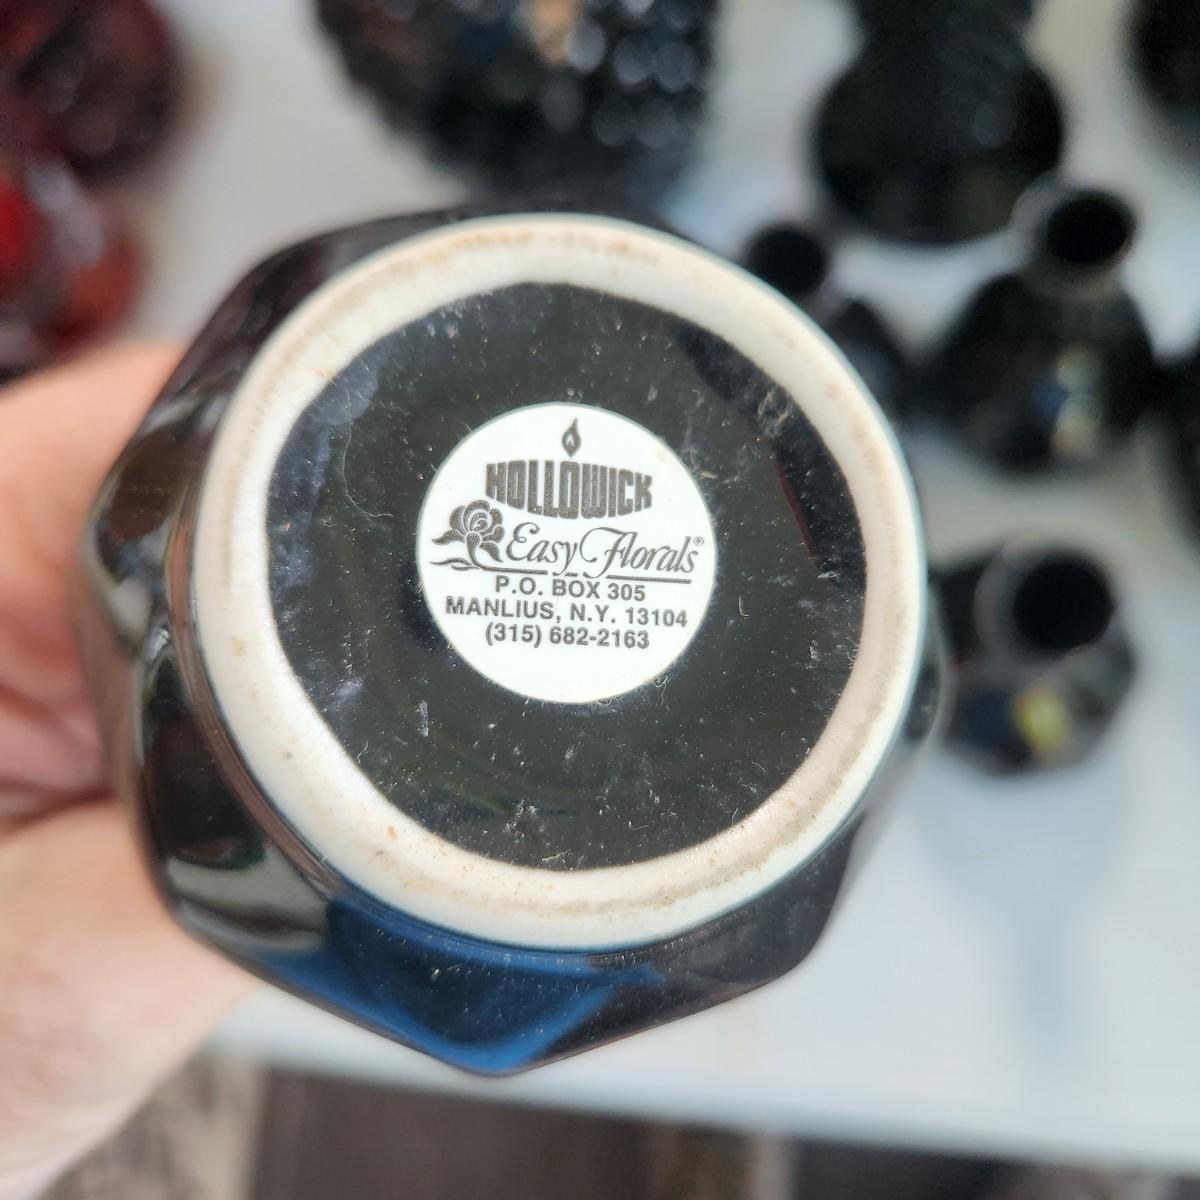 HOLLOWICK
Easy Florals®
P.O. BOX 305
MANLIUS, N.Y. 13104
(315) 682-2163